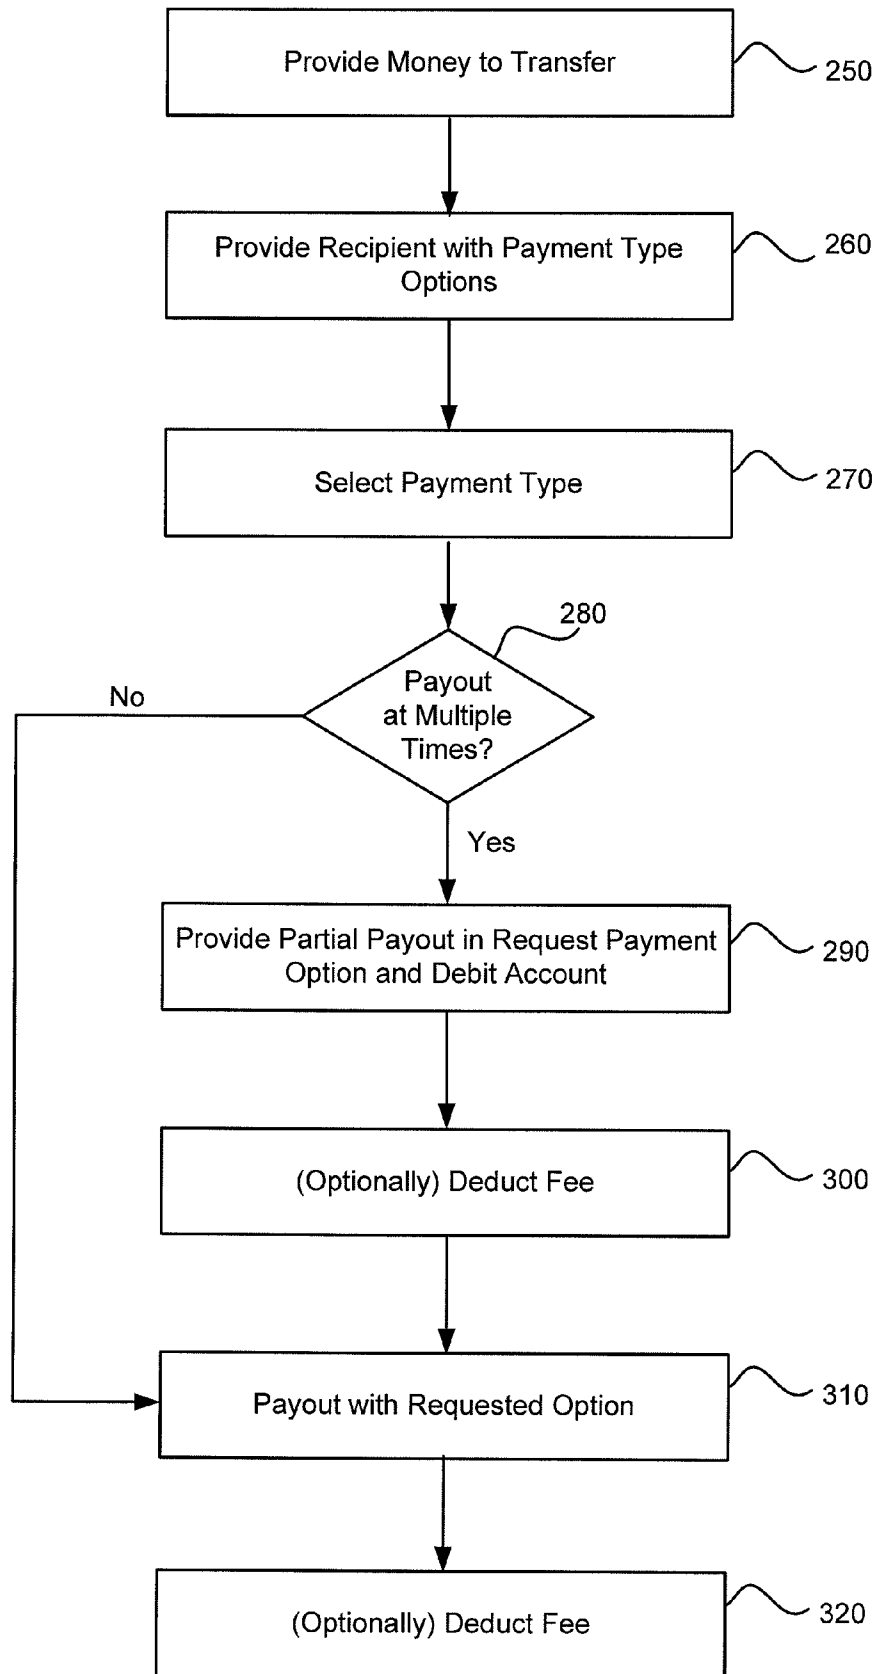 Provide Money to Transfer
250
Provide Recipient with Payment Type
Options
260
Select Payment Type
270
280
Payout
at Multiple
Times?
No
Yes
Provide Partial Payout in Request Payment
Option and Debit Account
290
(Optionally) Deduct Fee
300
Payout with Requested Option
310
(Optionally) Deduct Fee
320